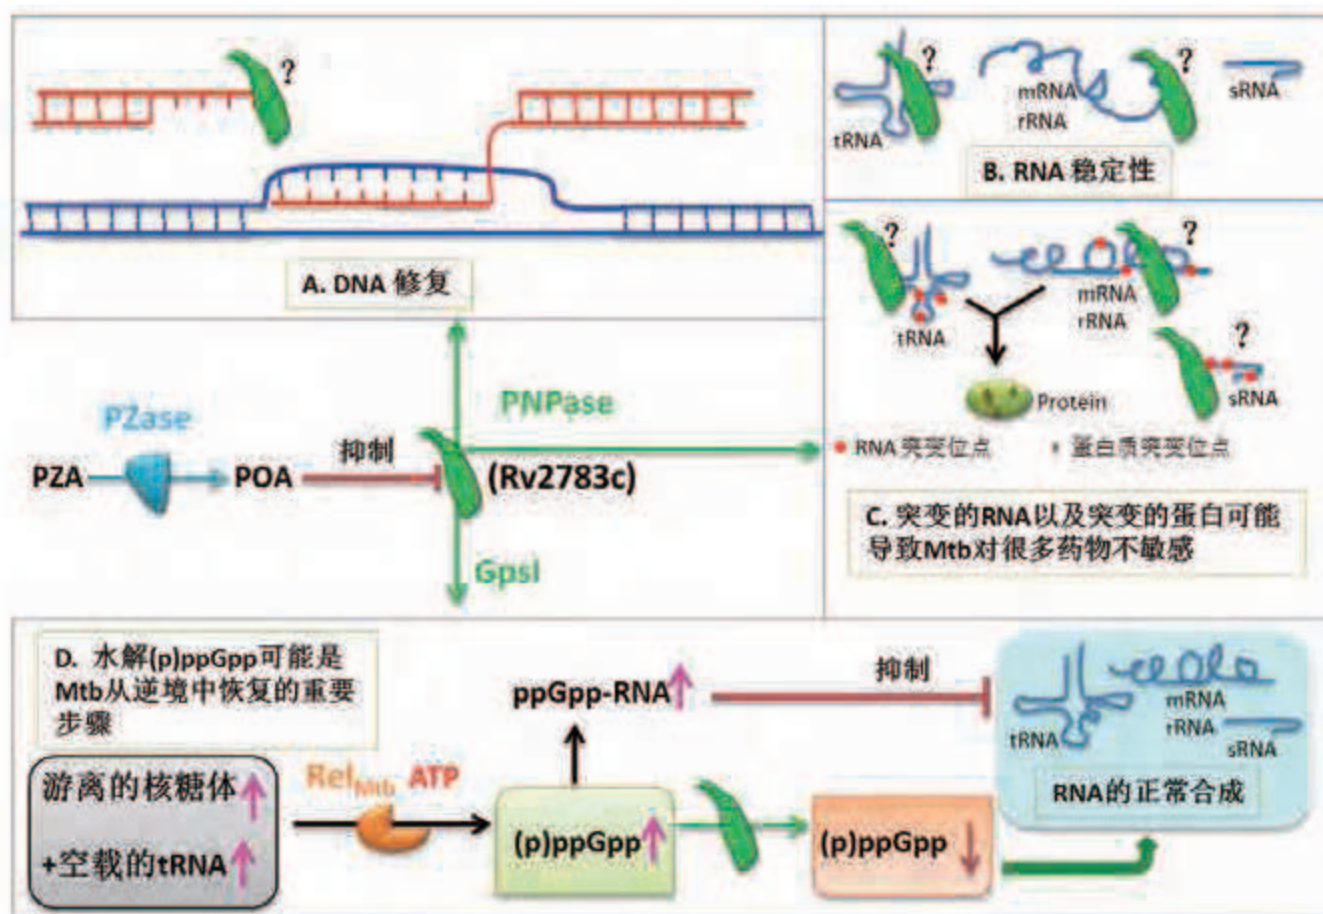 ?
A. DNA 修复
?
?
mRNA
rRNA
sRNA
tRNA
B. RNA 稳定性
?
?
mRNA
rRNA
tRNA
?
Protein
sRNA
RNA 突变位点
蛋白质突变位点
C. 突变的RNA以及突变的蛋白可能
导致Mtb对很多药物不敏感
PZase
PZA
POA
抑制
PNPase
(Rv2783c)
GpsI
D. 水解(p)ppGpp可能是
Mtb从逆境中恢复的重要
步骤
游离的核糖体
+空载的tRNA
RelMtb ATP
ppGpp-RNA
抑制
(p)ppGpp
(p)ppGpp
mRNA
rRNA
tRNA
sRNA
RNA的正常合成